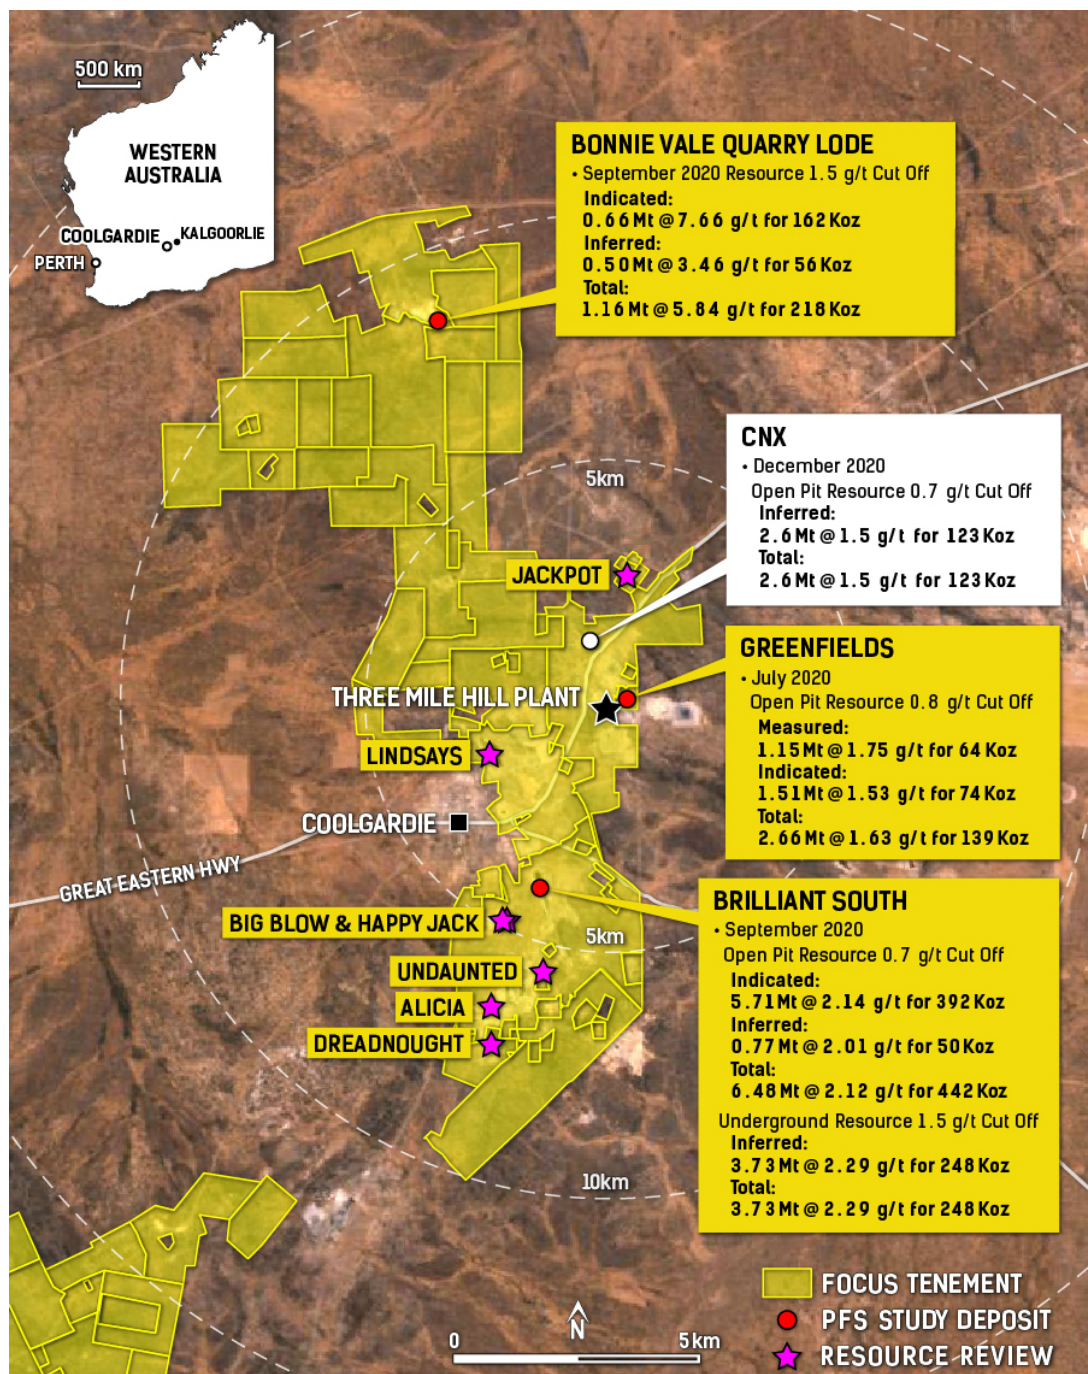 500 km
WESTERN
AUSTRALIA
COOLGARDIE
KALGOORLIE
PERTH
BONNIE VALE QUARRY LODE
• September 2020 Resource 1.5 g/t Cut Off
Indicated:
0.66Mt @ 7.66 g/t for 162 Koz
Inferred:
0.50Mt @ 3.46 g/t for 56 Koz
Total:
1.16 Mt @ 5.84 g/t for 218 Koz
CNX
• December 2020
Open Pit Resource 0.7 g/t Cut Off
Inferred:
2.6 Mt @ 1.5 g/t for 123 Koz
Total:
2.6 Mt @ 1.5 g/t for 123 Koz
5km
JACKPOT
GREENFIELDS
• July 2020
Open Pit Resource 0.8 g/t Cut Off
Measured:
1.15 Mt @ 1.75 g/t for 64 Koz
Indicated:
1.51 Mt @ 1.53 g/t for 74 Koz
Total:
2.66 Mt @ 1.63 g/t for 139 Koz
THREE MILE HILL PLANT
LINDSAYS
COOLGARDIE
GREAT EASTERN HWY
BRILLIANT SOUTH
• September 2020
Open Pit Resource 0.7 g/t Cut Off
Indicated:
5.71 Mt @ 2.14 g/t for 392 Koz
Inferred:
0.77 Mt @ 2.01 g/t for 50 Koz
Total:
6.48 Mt @ 2.12 g/t for 442 Koz
Underground Resource 1.5 g/t Cut Off
Inferred:
3.73 Mt @ 2.29 g/t for 248 Koz
Total:
3.73 Mt @ 2.29 g/t for 248 Koz
BIG BLOW & HAPPY JACK
5km
UNDAUNTED
ALICIA
DREADNOUGHT
10km
FOCUS TENEMENT
PFS STUDY DEPOSIT
RESOURCE REVIEW
N
0
5 km